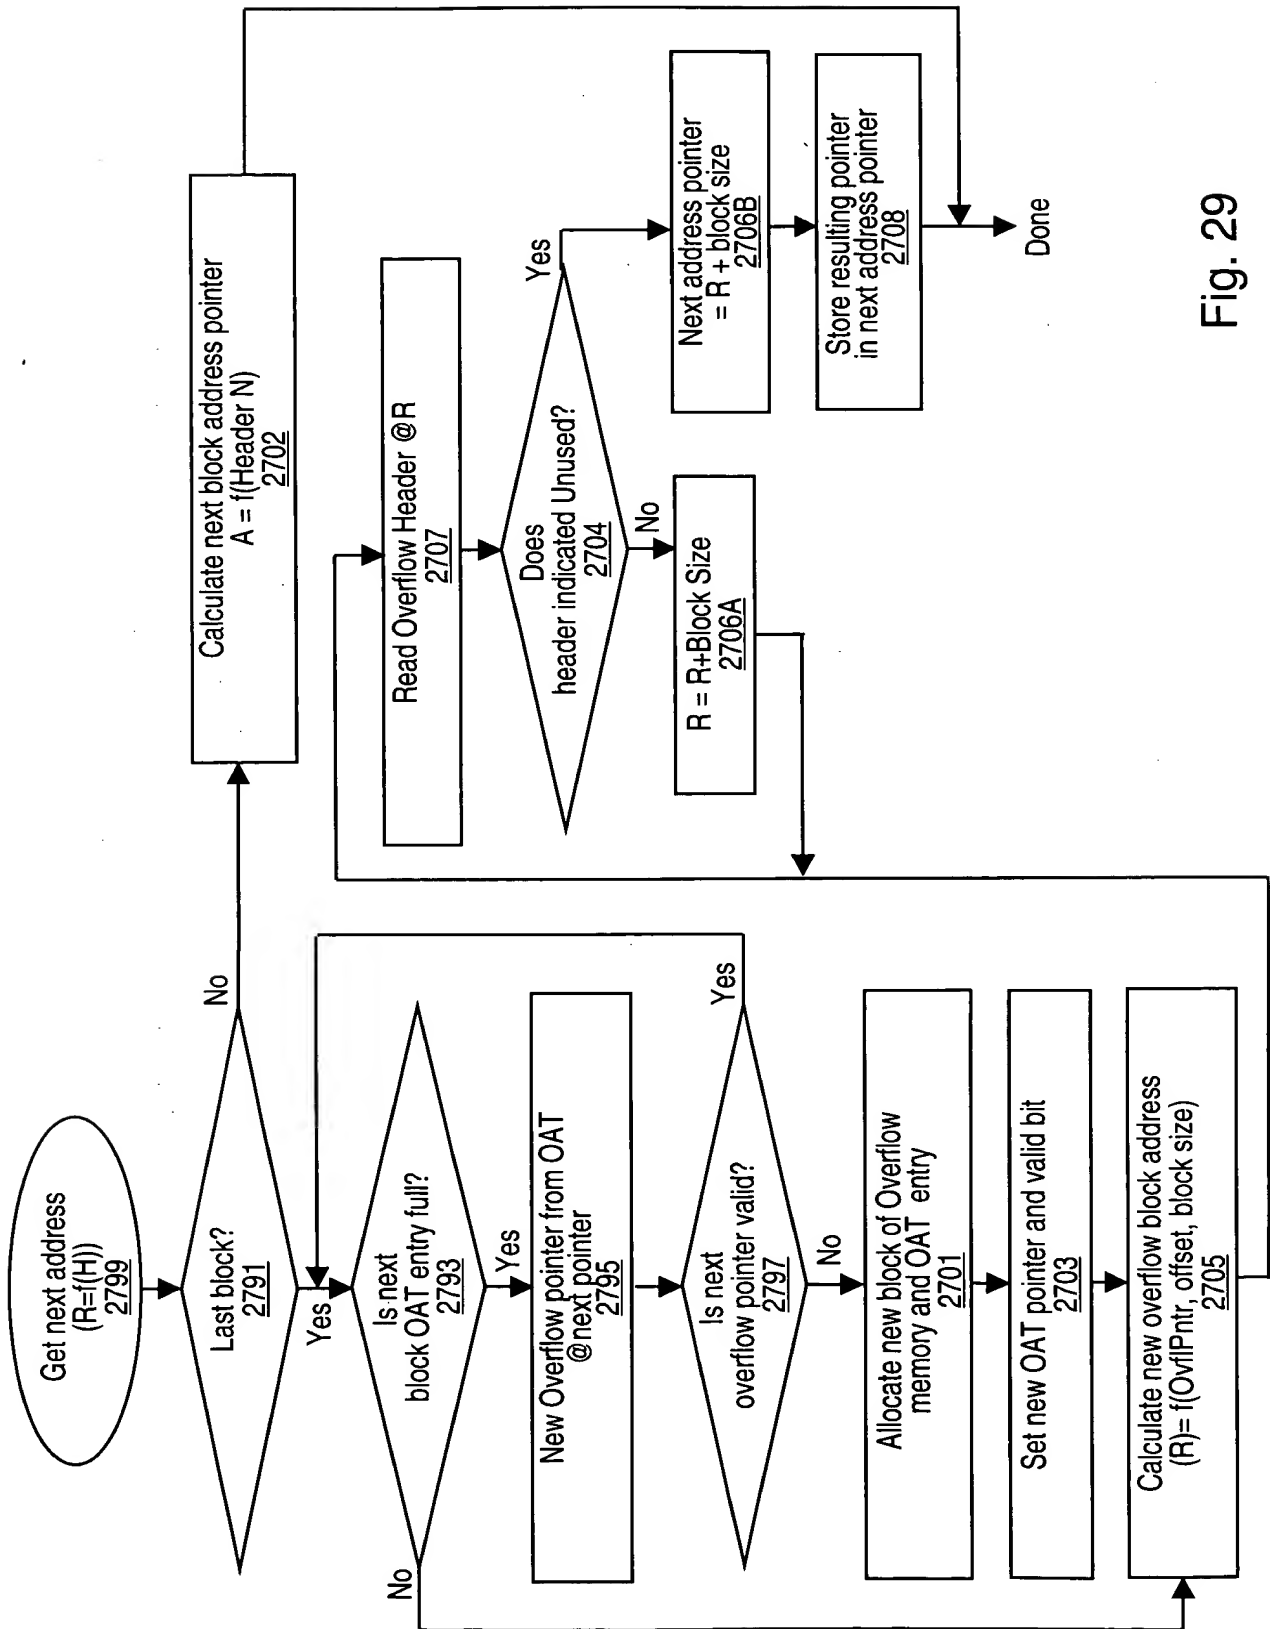 Get next address
(R=f(H))
2799
Last block?
2791
No
Yes
Is next
block OAT entry full?
2793
No
Yes
New Overflow pointer from OAT
@next pointer
2795
Is next
overflow pointer valid?
2797
Yes
No
Allocate new block of Overflow
memory and OAT entry
2701
Set new OAT pointer and valid bit
2703
Calculate new overflow block address
(R)= f(OvflPntr, offset, block size)
2705
Calculate next block address pointer
A = f(Header N)
2702
Read Overflow Header @R
2707
Does
header indicated Unused?
2704
Yes
No
R = R+Block Size
2706A
Next address pointer
= R + block size
2706B
Store resulting pointer
in next address pointer
2708
Done
Fig. 29